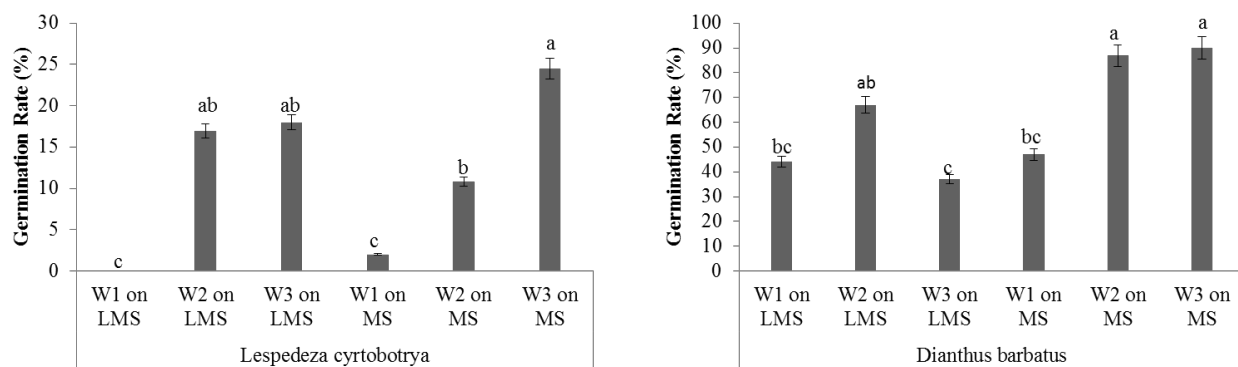 Germination Rate (%)
30
25
20
15
10
5
0
c
ab
ab
c
b
a
W1 on LMS
W2 on LMS
W3 on LMS
W1 on MS
W2 on MS
W3 on MS
Lespedeza cyrtobotrya
Germination Rate (%)
100
90
80
70
60
50
40
30
20
10
0
bc
ab
c
bc
a
a
W1 on LMS
W2 on LMS
W3 on LMS
W1 on MS
W2 on MS
W3 on MS
Dianthus barbatus